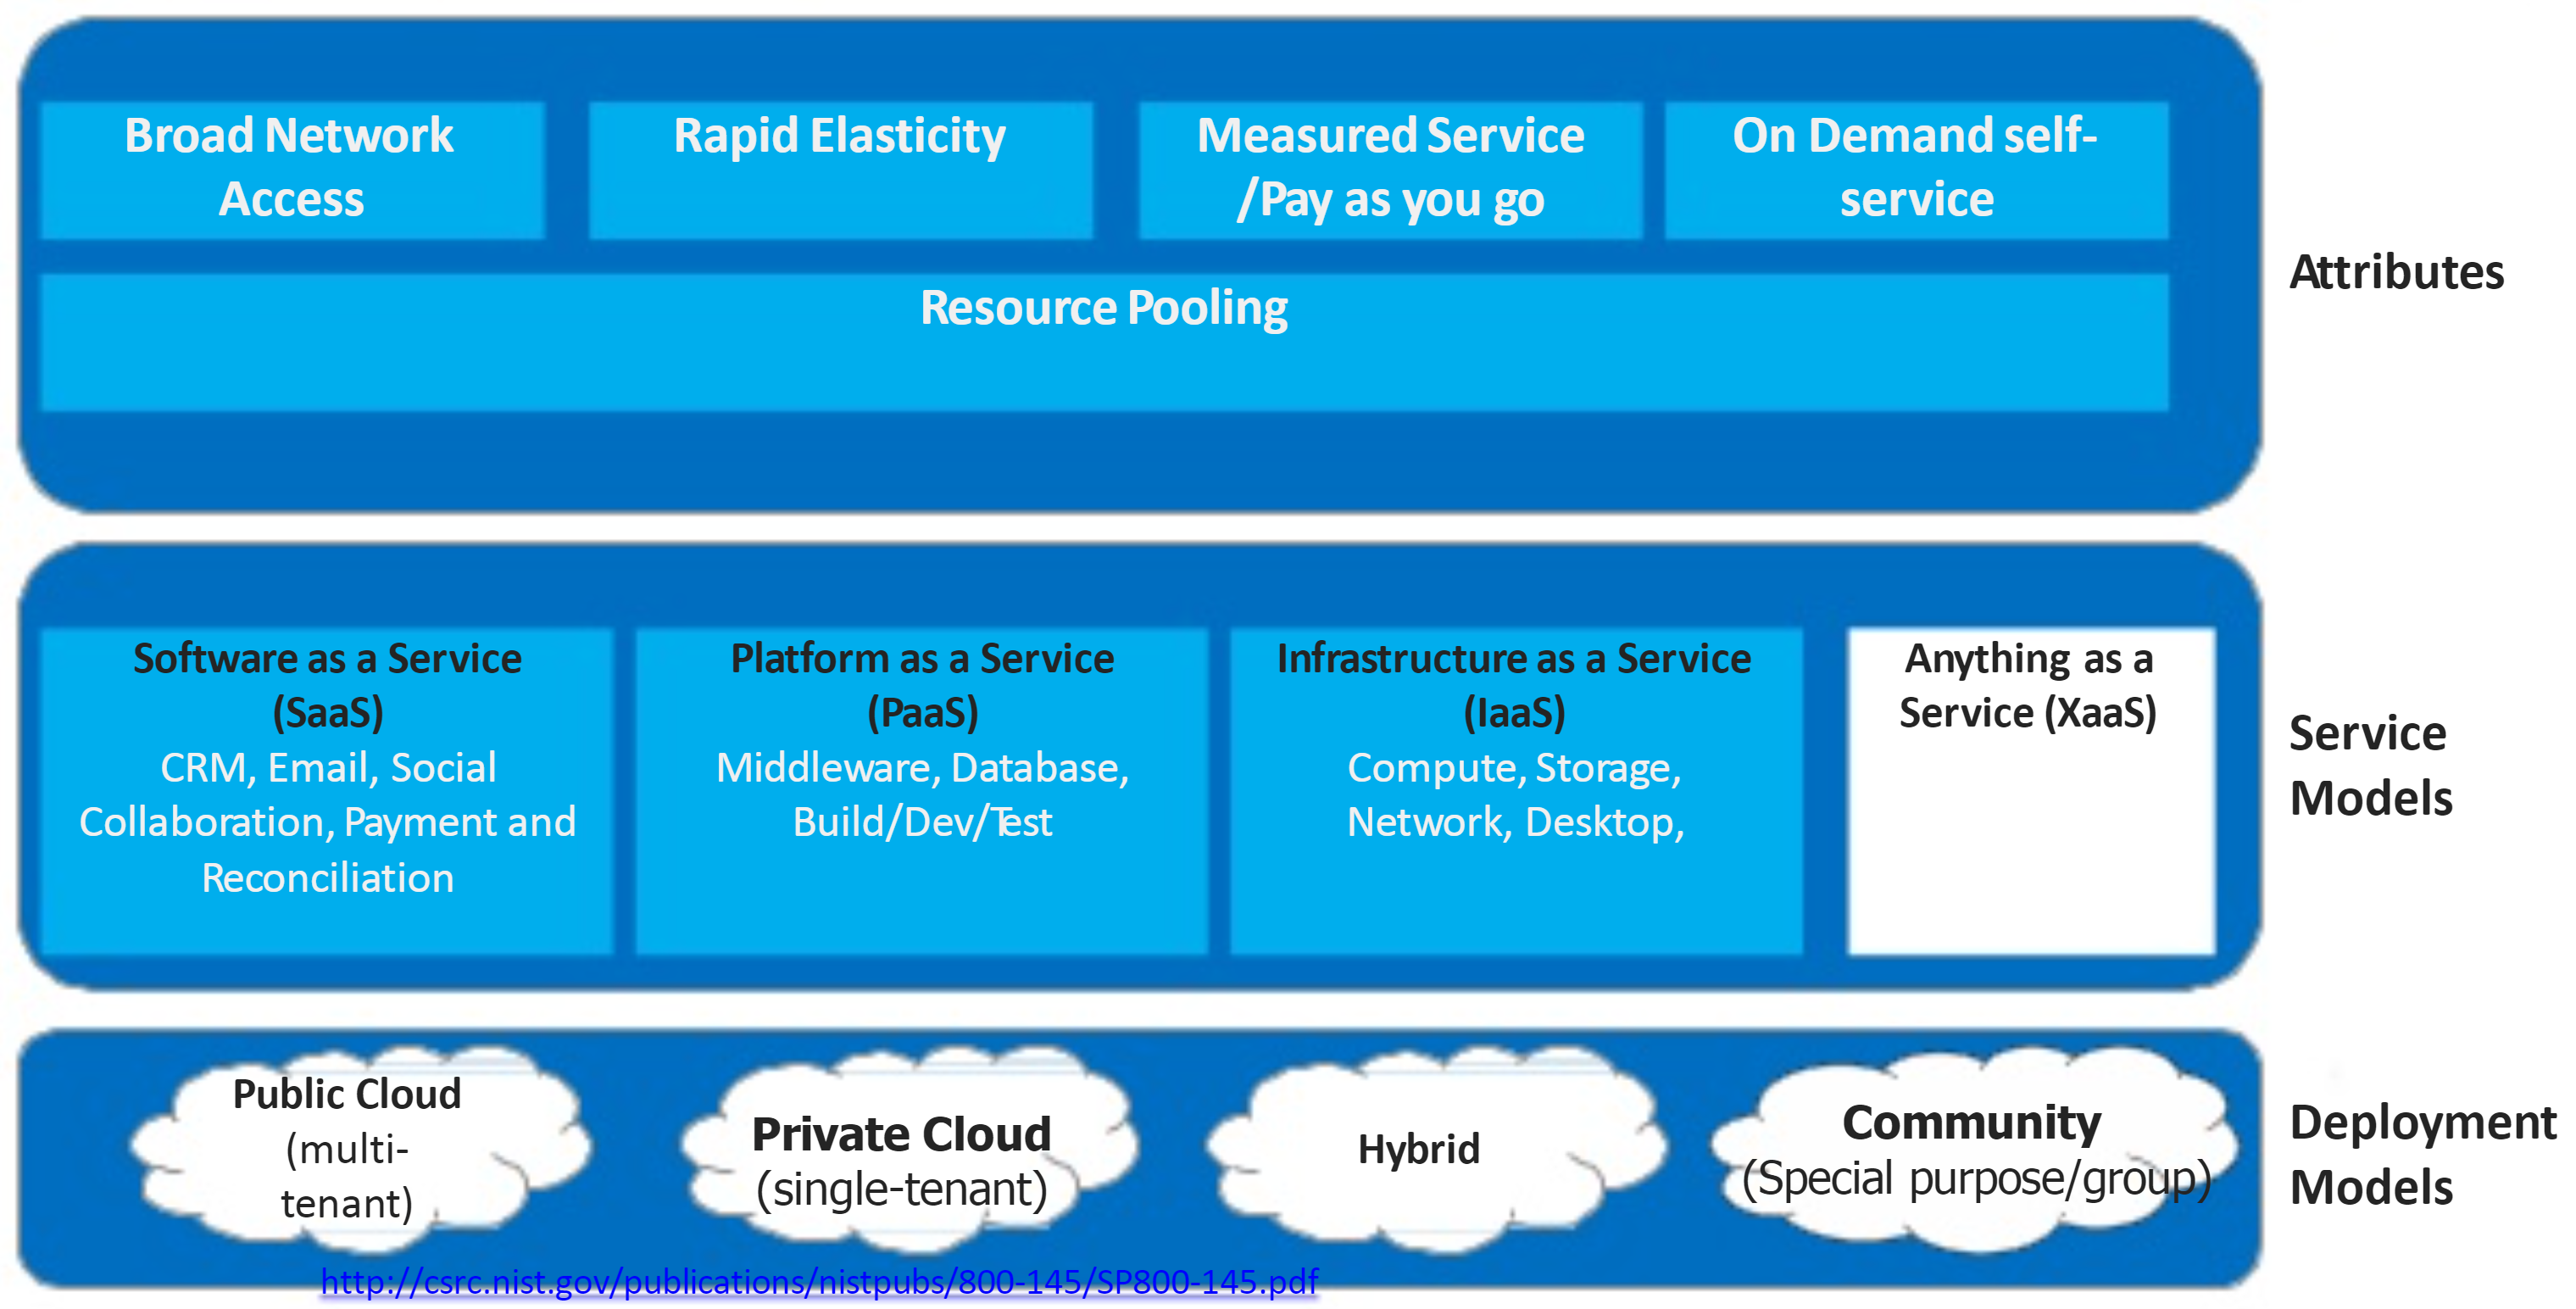 Broad Network
Access
Rapid Elasticity
Measured Service
/Pay as you go
On Demand self-
service
Resource Pooling
Attributes
Software as a Service
(SaaS)
CRM, Email, Social
Collaboration, Payment and
Reconciliation
Platform as a Service
(PaaS)
Middleware, Database,
Build/Dev/Test
Infrastructure as a Service
(IaaS)
Compute, Storage,
Network, Desktop,
Anything as a
Service (XaaS)
Service
Models
Public Cloud
(multi-
tenant)
Private Cloud
(single-tenant)
Hybrid
Community
(Special purpose/group)
Deployment
Models
http://csrc.nist.gov/publications/nistpubs/800-145/SP800-145.pdf